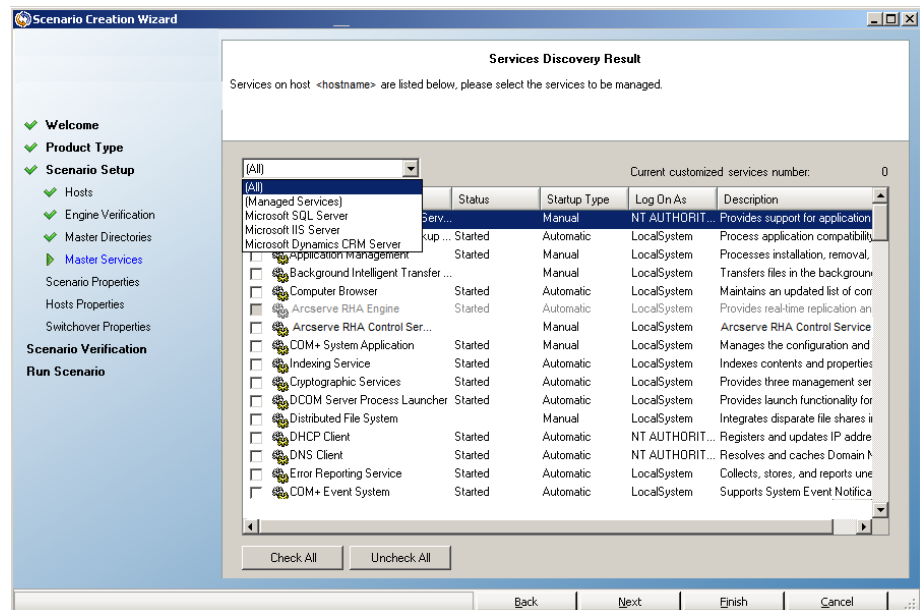 Scenario Creation Wizard
Services Discovery Result
Services on host <hostname> are listed below, please select the services to be managed.
Welcome
Product Type
Scenario Setup
Hosts
Engine Verification
Master Directories
Master Services
Scenario Properties
Hosts Properties
Switchover Properties
Scenario Verification
Run Scenario
(All)
Current customized services number: 0
(All)
(Managed Services)
Microsoft SQL Server
Microsoft IIS Server
Microsoft Dynamics CRM Server
Status Startup Type Log On As Description
Serv... Manual NT AUTHORIT... Provides support for application
kup ... Started Automatic LocalSystem Process application compatibility
Application Management Started Manual LocalSystem Processes installation, removal,
Background Intelligent Transfer ... Manual LocalSystem Transfers files in the backgroun
Computer Browser Started Automatic LocalSystem Maintains an updated list of com
Arcserve RHA Engine Started Automatic LocalSystem Provides real-time replication an
Arcserve RHA Control Ser... Manual LocalSystem Arcserve RHA Control Service
COM+ System Application Started Manual LocalSystem Manages the configuration and
Indexing Service Started Automatic LocalSystem Indexes contents and properties
Cryptographic Services Started Automatic LocalSystem Provides three management ser
DCOM Server Process Launcher Started Automatic LocalSystem Provides launch functionality for
Distributed File System Manual LocalSystem Integrates disparate file shares i
DHCP Client Started Automatic NT AUTHORIT... Registers and updates IP addre
DNS Client Started Automatic NT AUTHORIT... Resolves and caches Domain N
Error Reporting Service Started Automatic LocalSystem Collects, stores, and reports une
COM+ Event System Started Automatic LocalSystem Supports System Event Notifica
Check All Uncheck All
Back Next Finish Cancel